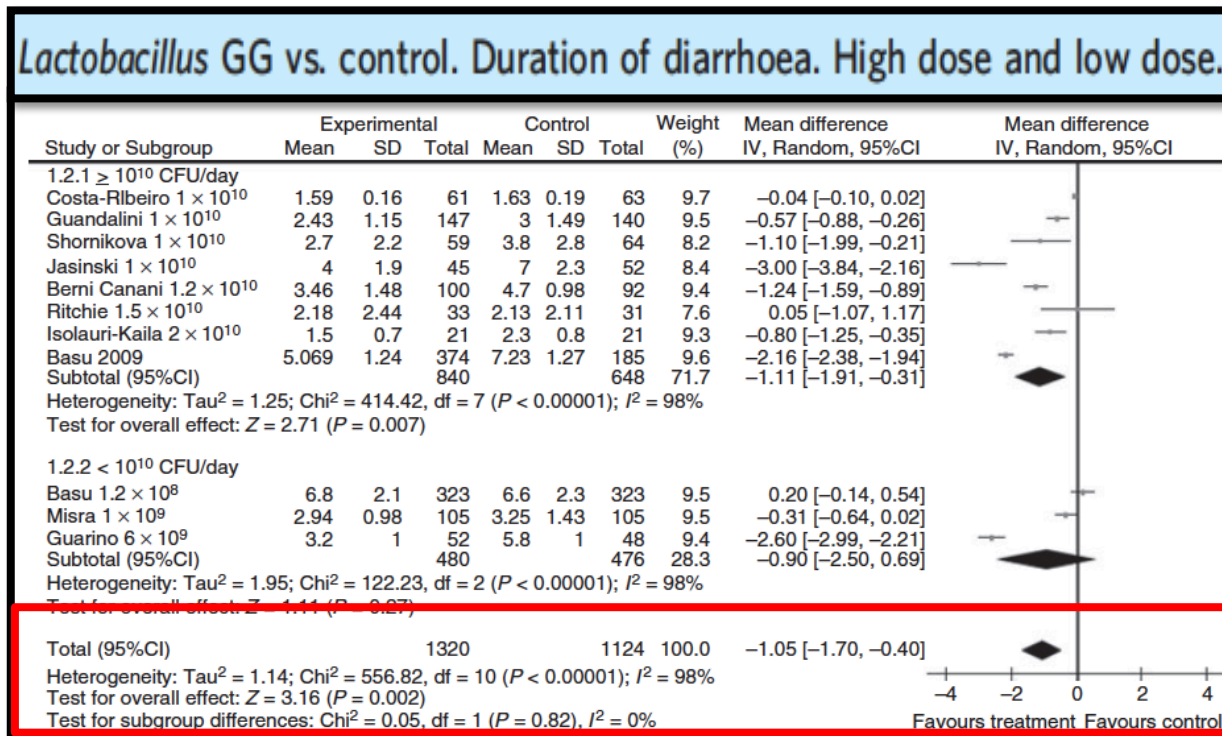 Lactobacillus GG vs. control. Duration of diarrhoea. High dose and low dose.
Experimental Control Weight Mean difference Mean difference
Study or Subgroup Mean SD Total Mean SD Total (%) IV, Random, 95%CI IV, Random, 95%CI
1.2.1 ≥ 10¹⁰ CFU/day
Costa-RIbeiro 1 × 10¹⁰ 1.59 0.16 61 1.63 0.19 63 9.7 −0.04 [−0.10, 0.02]
Guandalini 1 × 10¹⁰ 2.43 1.15 147 3 1.49 140 9.5 −0.57 [−0.88, −0.26]
Shornikova 1 × 10¹⁰ 2.7 2.2 59 3.8 2.8 64 8.2 −1.10 [−1.99, −0.21]
Jasinski 1 × 10¹⁰ 4 1.9 45 7 2.3 52 8.4 −3.00 [−3.84, −2.16]
Berni Canani 1.2 × 10¹⁰ 3.46 1.48 100 4.7 0.98 92 9.4 −1.24 [−1.59, −0.89]
Ritchie 1.5 × 10¹⁰ 2.18 2.44 33 2.13 2.11 31 7.6 0.05 [−1.07, 1.17]
Isolauri-Kaila 2 × 10¹⁰ 1.5 0.7 21 2.3 0.8 21 9.3 −0.80 [−1.25, −0.35]
Basu 2009 5.069 1.24 374 7.23 1.27 185 9.6 −2.16 [−2.38, −1.94]
Subtotal (95%CI) 840 648 71.7 −1.11 [−1.91, −0.31]
Heterogeneity: Tau² = 1.25; Chi² = 414.42, df = 7 (P < 0.00001); I² = 98%
Test for overall effect: Z = 2.71 (P = 0.007)
1.2.2 < 10¹⁰ CFU/day
Basu 1.2 × 10⁸ 6.8 2.1 323 6.6 2.3 323 9.5 0.20 [−0.14, 0.54]
Misra 1 × 10⁹ 2.94 0.98 105 3.25 1.43 105 9.5 −0.31 [−0.64, 0.02]
Guarino 6 × 10⁹ 3.2 1 52 5.8 1 48 9.4 −2.60 [−2.99, −2.21]
Subtotal (95%CI) 480 476 28.3 −0.90 [−2.50, 0.69]
Heterogeneity: Tau² = 1.95; Chi² = 122.23, df = 2 (P < 0.00001); I² = 98%
Test for overall effect: Z = 1.11 (P = 0.27)
Total (95%CI) 1320 1124 100.0 −1.05 [−1.70, −0.40]
Heterogeneity: Tau² = 1.14; Chi² = 556.82, df = 10 (P < 0.00001); I² = 98%
Test for overall effect: Z = 3.16 (P = 0.002)
Test for subgroup differences: Chi² = 0.05, df = 1 (P = 0.82), I² = 0%
−4 −2 0 2 4
Favours treatment Favours control